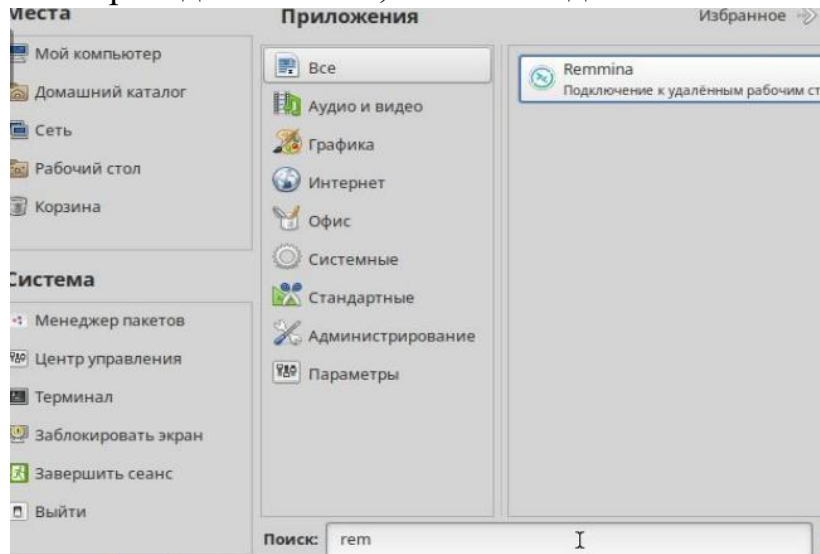 Места
Мой компьютер
Домашний каталог
Сеть
Рабочий стол
Корзина
Система
Менеджер пакетов
Центр управления
Терминал
Заблокировать экран
Завершить сеанс
Выйти
Приложения
Избранное
Все
Аудио и видео
Графика
Интернет
Офис
Системные
Стандартные
Администрирование
Параметры
Remmina
Подключение к удалённым рабочим ст
Поиск: rem